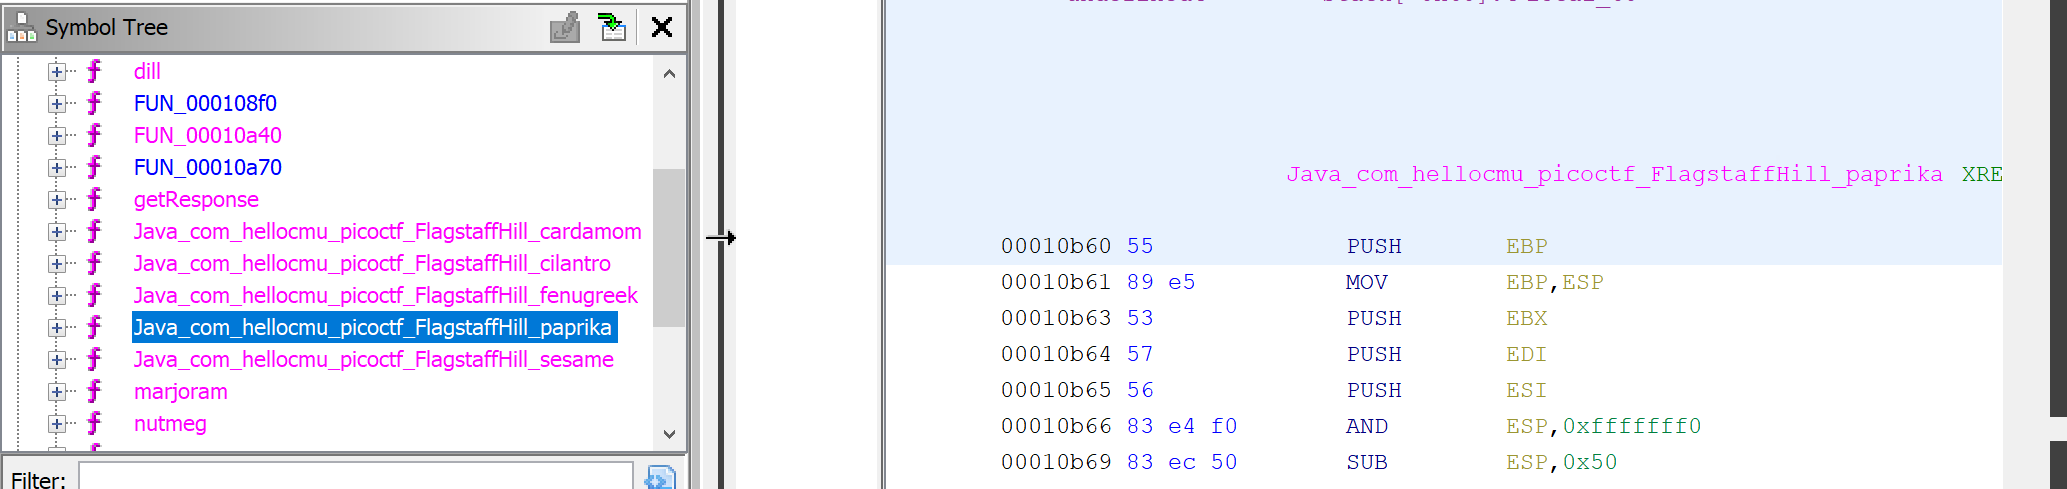 Symbol Tree
dill
FUN_000108f0
FUN_00010a40
FUN_00010a70
getResponse
Java_com_hellocmu_picoctf_FlagstaffHill_cardamom
Java_com_hellocmu_picoctf_FlagstaffHill_cilantro
Java_com_hellocmu_picoctf_FlagstaffHill_fenugreek
Java_com_hellocmu_picoctf_FlagstaffHill_paprika
Java_com_hellocmu_picoctf_FlagstaffHill_sesame
marjoram
nutmeg
Filter:
Java_com_hellocmu_picoctf_FlagstaffHill_paprika XRE
00010b60 55 PUSH EBP
00010b61 89 e5 MOV EBP,ESP
00010b63 53 PUSH EBX
00010b64 57 PUSH EDI
00010b65 56 PUSH ESI
00010b66 83 e4 f0 AND ESP,0xfffffff0
00010b69 83 ec 50 SUB ESP,0x50